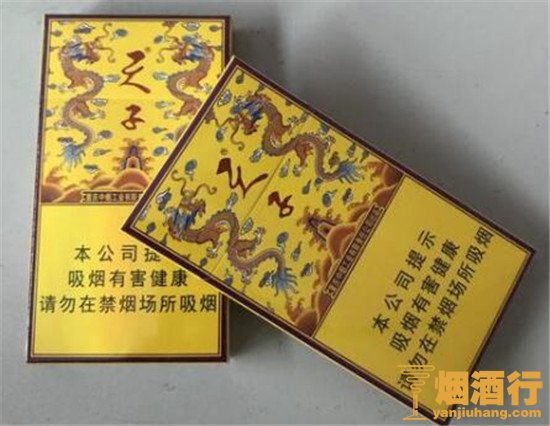 天子
本公司提
吸烟有害健康
请勿在禁烟场所吸烟
天子
本公司提示
吸烟有害健康
请勿在禁烟场所吸烟
烟酒行
yanjiuhang.com